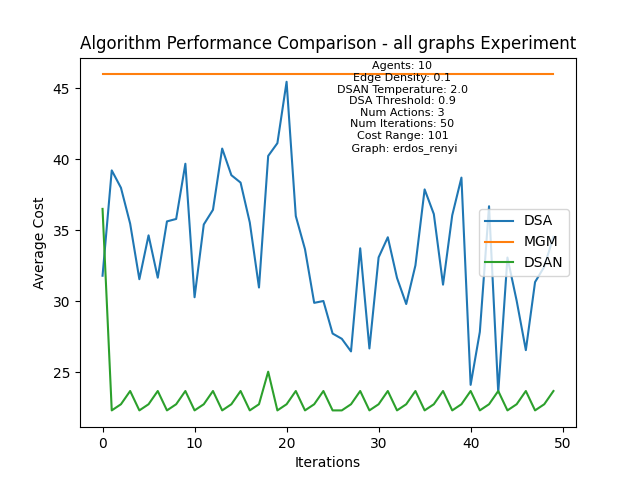 Algorithm Performance Comparison - all graphs Experiment
Agents: 10
Edge Density: 0.1
DSAN Temperature: 2.0
DSA Threshold: 0.9
Num Actions: 3
Num Iterations: 50
Cost Range: 101
Graph: erdos_renyi
45
40
35
30
25
Average Cost
DSA
MGM
DSAN
0
10
20
30
40
50
Iterations